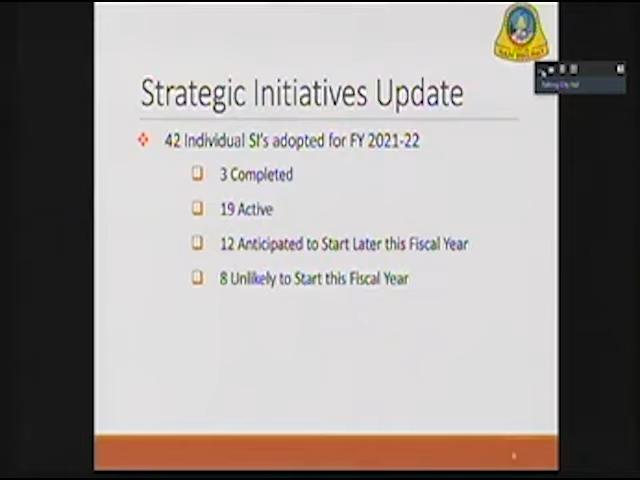 Strategic Initiatives Update
42 Individual SI's adopted for FY 2021-22
3 Completed
19 Active
12 Anticipated to Start Later this Fiscal Year
8 Unlikely to Start this Fiscal Year